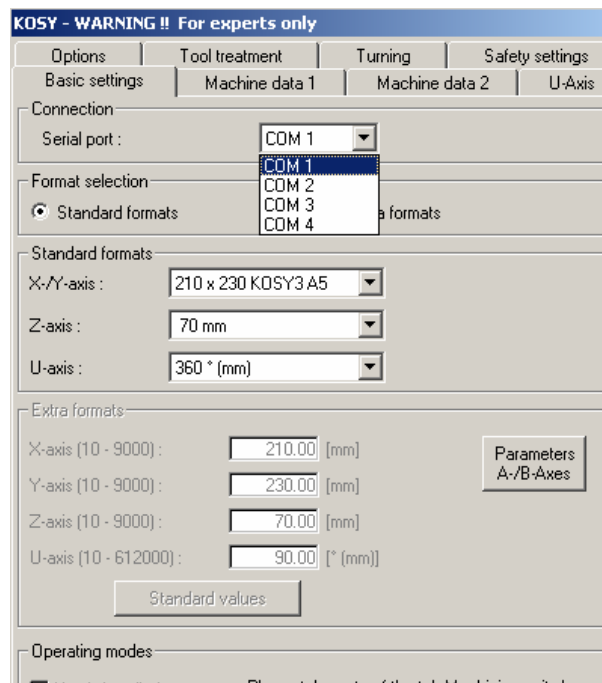 KOSY - WARNING !! For experts only
Options Tool treatment Turning Safety settings
Basic settings Machine data 1 Machine data 2 U-Axis
Connection
Serial port : COM 1
COM 1
COM 2
COM 3
COM 4
Format selection
Standard formats formats
Standard formats
X-/Y-axis : 210 x 230 KOSY3 A5
Z-axis : 70 mm
U-axis : 360 ° (mm)
Extra formats
X-axis (10 - 9000) : 210.00 [mm]
Y-axis (10 - 9000) : 230.00 [mm]
Z-axis (10 - 9000) : 70.00 [mm]
U-axis (10 - 612000) : 90.00 [° (mm)]
Parameters
A-/B-Axes
Standard values
Operating modes